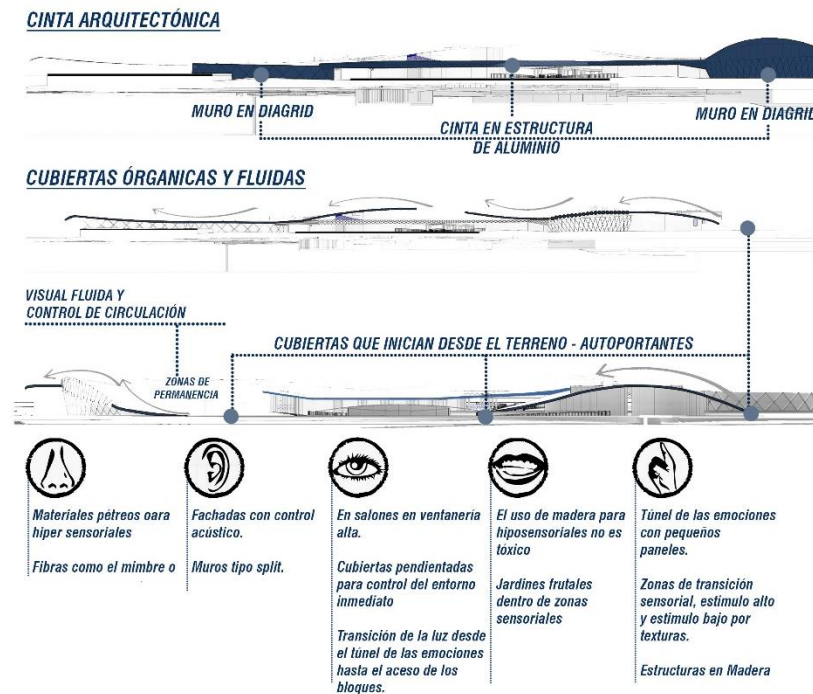 CINTA ARQUITECTÓNICA
MURO EN DIAGRID
CINTA EN ESTRUCTURA
DE ALUMINIO
MURO EN DIAGRID
CUBIERTAS ÓRGANICAS Y FLUIDAS
VISUAL FLUIDA Y
CONTROL DE CIRCULACIÓN
CUBIERTAS QUE INICIAN DESDE EL TERRENO - AUTOPORTANTES
ZONAS DE
PERMANENCIA
Materiales pétreos oara
hiper sensoriales
Fibras como el mimbre o
Fachadas con control
acústico.
Muros tipo split.
En salones en ventanería
alta.
Cubiertas pendientadas
para control del entorno
inmediato
Transición de la luz desde
el túnel de las emociones
hasta el aceso de los
bloques.
El uso de madera para
hiposensoriales no es
tóxico
Jardines frutales
dentro de zonas
sensoriales
Túnel de las emociones
con pequeños
paneles.
Zonas de transición
sensorial, estimulo alto
y estimulo bajo por
texturas.
Estructuras en Madera